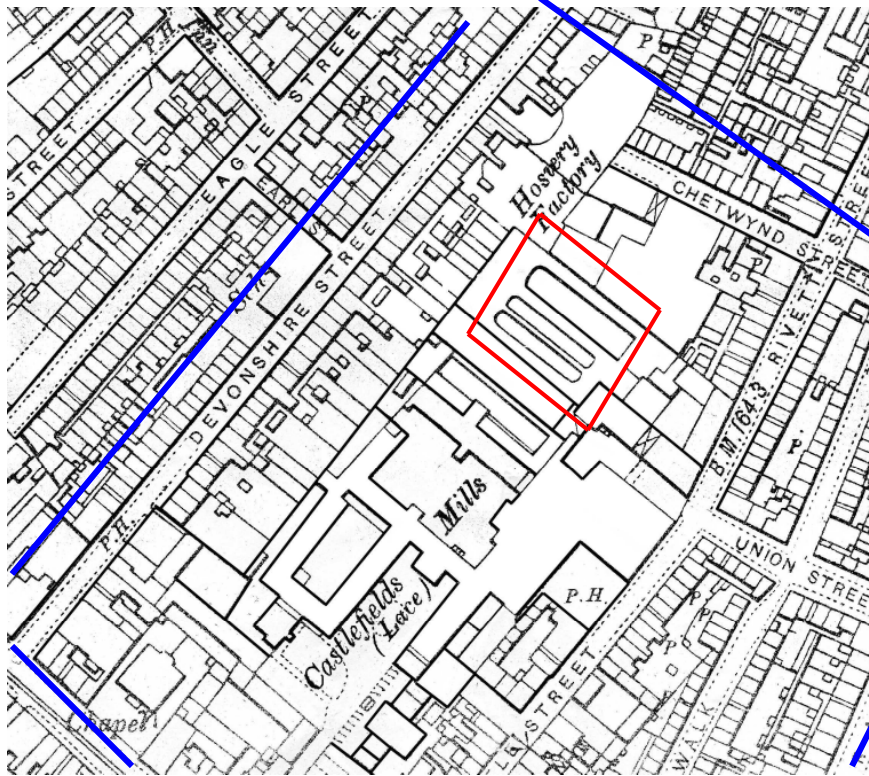 P.H.
P
EAGLE STREET
P
STREET
Hosiery
Factory
CHETWYND STREET
P
DEVONSHIRE STREET
Sch.
RIVETT STREET
B.M. 164.3
P
Mills
P.H.
UNION STREET
Castlefields
(Lace)
P.H.
P
P
P
STREET
WALK
Chapel